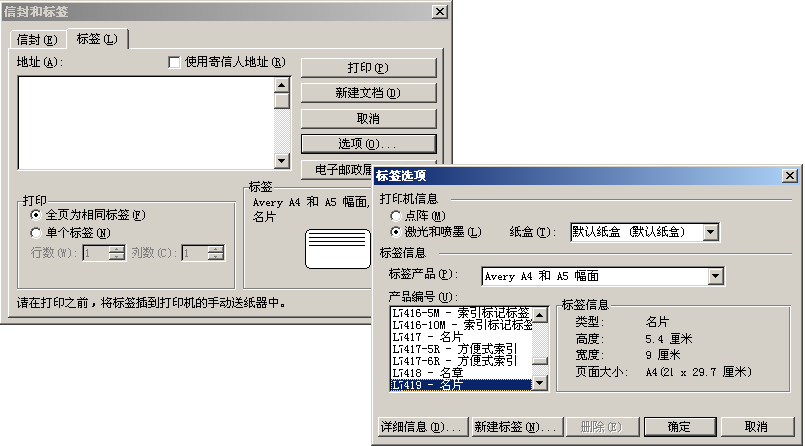 信封和标签
信封(E)
标签(L)
地址(A):
使用寄信人地址(R)
打印(P)
新建文档(D)
取消
选项(O)...
电子邮政属
打印
全页为相同标签(F)
单个标签(N)
行数(W): 1 列数(C): 1
标签
Avery A4 和 A5 幅面,
名片
请在打印之前，将标签插到打印机的手动送纸器中。
标签选项
打印机信息
点阵(M)
激光和喷墨(L) 纸盒(T): 默认纸盒 (默认纸盒)
标签信息
标签产品(P): Avery A4 和 A5 幅面
产品编号(U):
L7416-5M - 索引标记标签
L7416-10M - 索引标记标签
L7417 - 名片
L7417-5R - 方便式索引
L7417-6R - 方便式索引
L7418 - 名章
L7419 - 名片
标签信息
类型: 名片
高度: 5.4 厘米
宽度: 9 厘米
页面大小: A4(21 x 29.7 厘米)
详细信息(D)...
新建标签(N)...
删除(E)
确定
取消